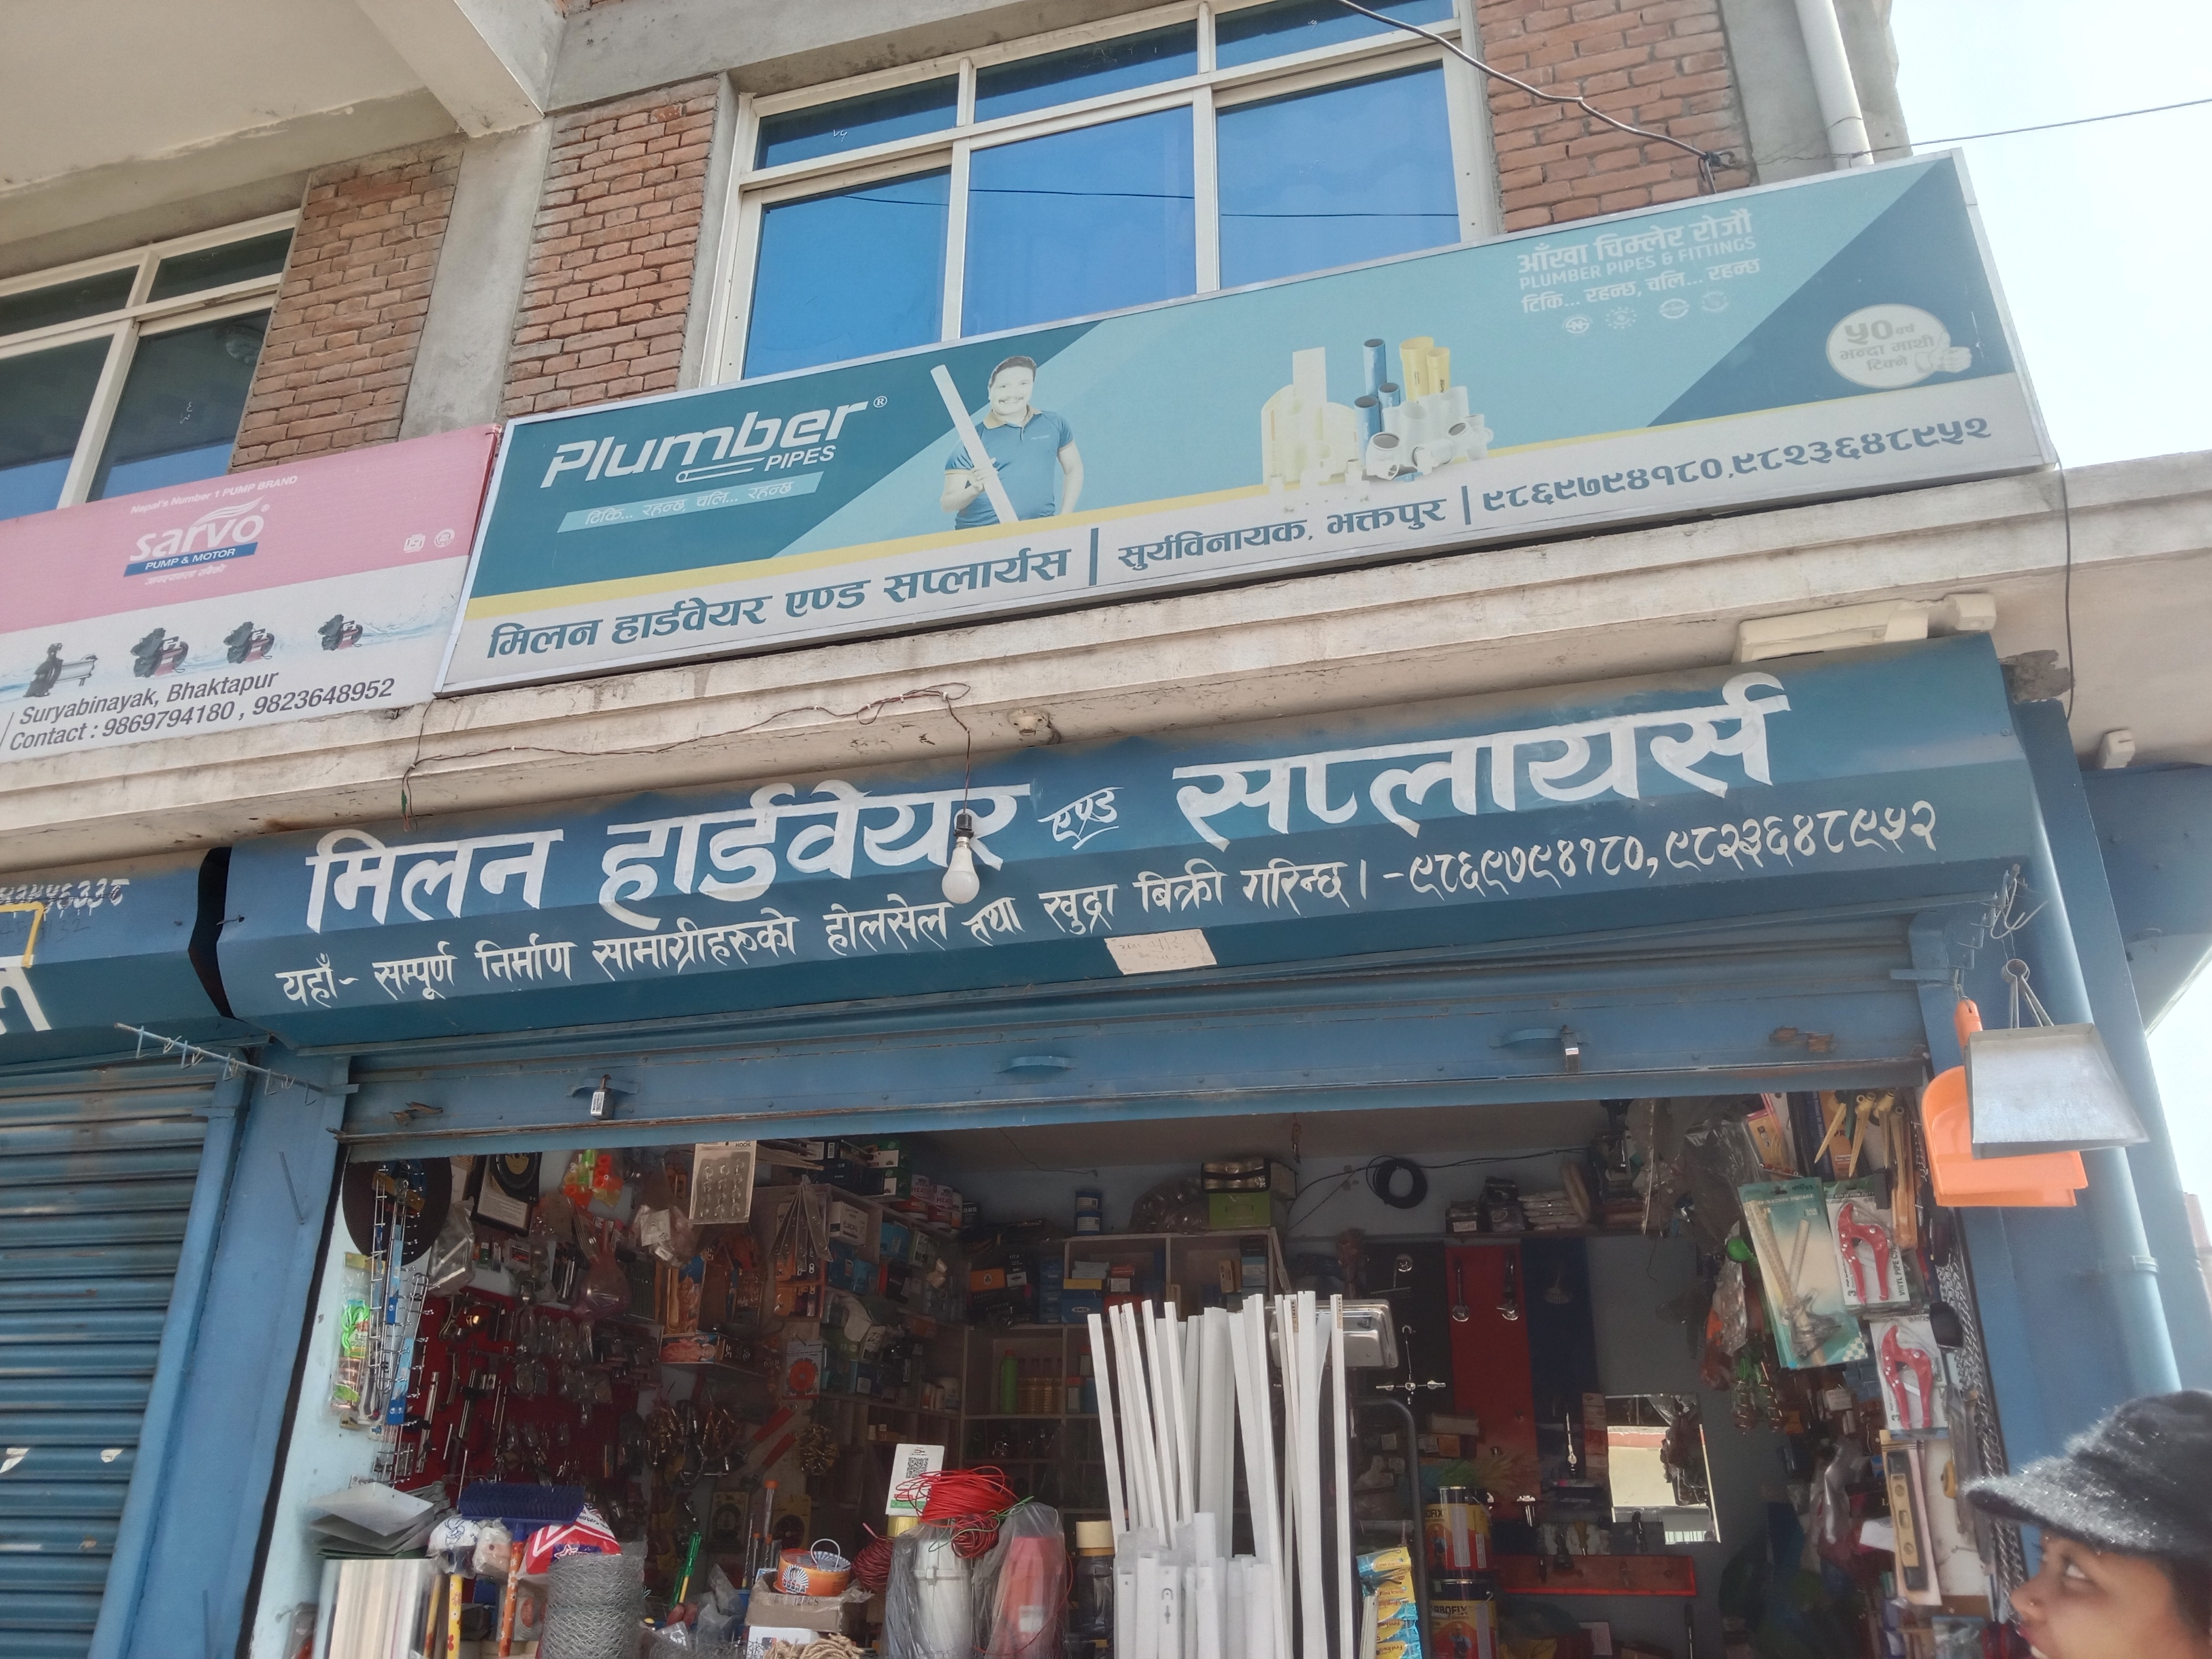 Nepal's Number 1 PUMP BRAND
sarvo®
PUMP & MOTOR
Suryabinayak, Bhaktapur
Contact : 9869794180 , 9823648952
आँखा चिम्लेर रोजौं
PLUMBER PIPES & FITTINGS
टिकि... रहन्छ, चलि... रहन्छ
५० वर्ष
भन्दा माथी
टिक्ने
Plumber®
PIPES
टिकि... रहन्छ, चलि... रहन्छ
मिलन हार्डवेयर एण्ड सप्लार्यस | सुर्यविनायक, भक्तपुर | ९८६९७९४१८०,९८२३६४८९५२
मिलन हार्डवेयर एण्ड सप्लायर्स
यहाँ- सम्पूर्ण निर्माण सामाग्रीहरुको होलसेल तथा खुद्रा बिक्री गरिन्छ। -९८६९७९४१८०,९८२३६४८९५२